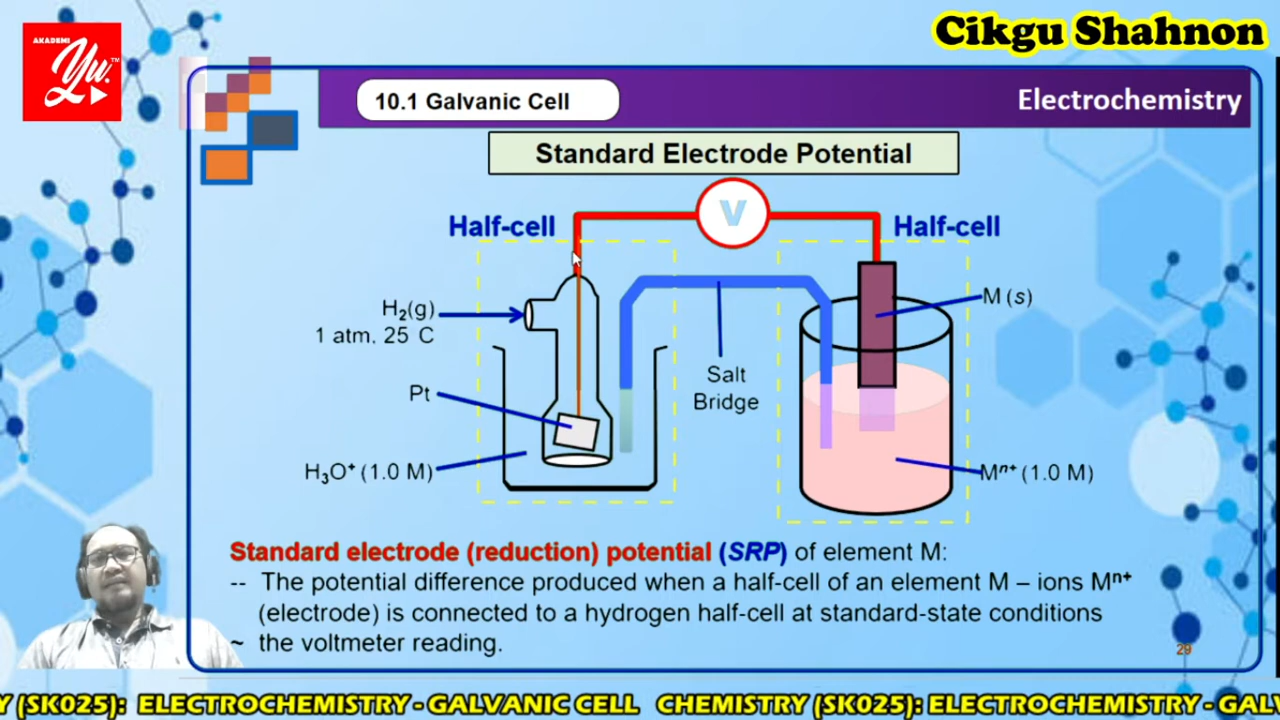 Cikgu Shahnon
AKADEMI
Yu.™
10.1 Galvanic Cell
Electrochemistry
Standard Electrode Potential
V
Half-cell
Half-cell
H₂(g)
1 atm. 25 C
M (s)
Pt
Salt
Bridge
H₃O⁺ (1.0 M)
Mⁿ⁺ (1.0 M)
Standard electrode (reduction) potential (SRP) of element M:
-- The potential difference produced when a half-cell of an element M – ions Mⁿ⁺
(electrode) is connected to a hydrogen half-cell at standard-state conditions
~ the voltmeter reading.
29
Y (SK025): ELECTROCHEMISTRY - GALVANIC CELL CHEMISTRY (SK025): ELECTROCHEMISTRY - GALV